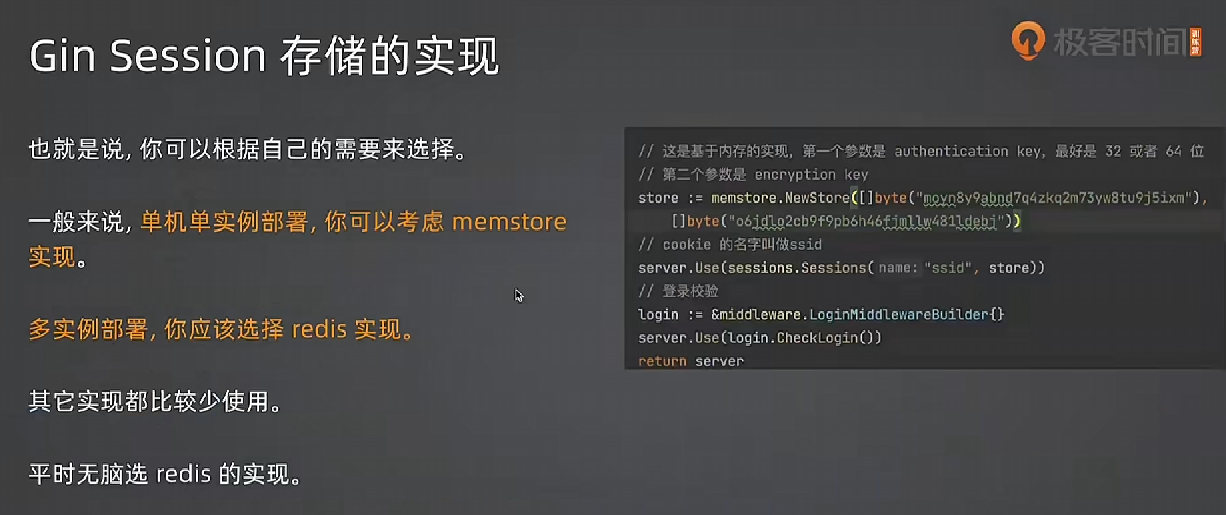 Gin Session 存储的实现
极客时间
训练营
也就是说, 你可以根据自己的需要来选择。
一般来说, 单机单实例部署, 你可以考虑 memstore
实现。
多实例部署, 你应该选择 redis 实现。
其它实现都比较少使用。
平时无脑选 redis 的实现。
// 这是基于内存的实现, 第一个参数是 authentication key, 最好是 32 或者 64 位
// 第二个参数是 encryption key
store := memstore.NewStore([]byte("moyn8y9abnd7q4zkq2m73yw8tu9j5ixm"),
[]byte("o6jdlo2cb9f9pb6h46fjmllw481ldebj"))
// cookie 的名字叫做ssid
server.Use(sessions.Sessions( name: "ssid", store))
// 登录校验
login := &middleware.LoginMiddlewareBuilder{}
server.Use(login.CheckLogin())
return server